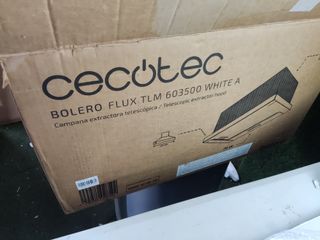 cecotec
BOLERO FLUX TLM 603500 WHITE A
Campana extractora telescópica / Telescopic extractor hood